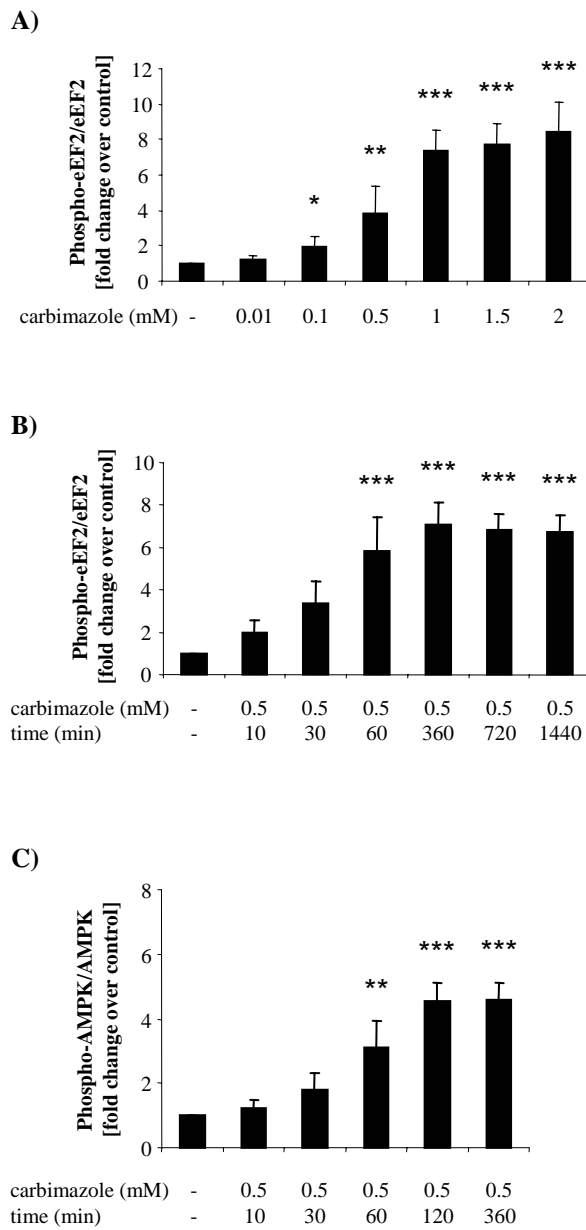 A)
Phospho-eEF2/eEF2
[fold change over control]
12
10
8
6
4
2
0
* ** *** *** ***
carbimazole (mM) - 0.01 0.1 0.5 1 1.5 2
B)
Phospho-eEF2/eEF2
[fold change over control]
10
8
6
4
2
0
*** *** *** ***
carbimazole (mM) - 0.5 0.5 0.5 0.5 0.5 0.5
time (min) - 10 30 60 360 720 1440
C)
Phospho-AMPK/AMPK
[fold change over control]
8
6
4
2
0
** *** ***
carbimazole (mM) - 0.5 0.5 0.5 0.5 0.5
time (min) - 10 30 60 120 360